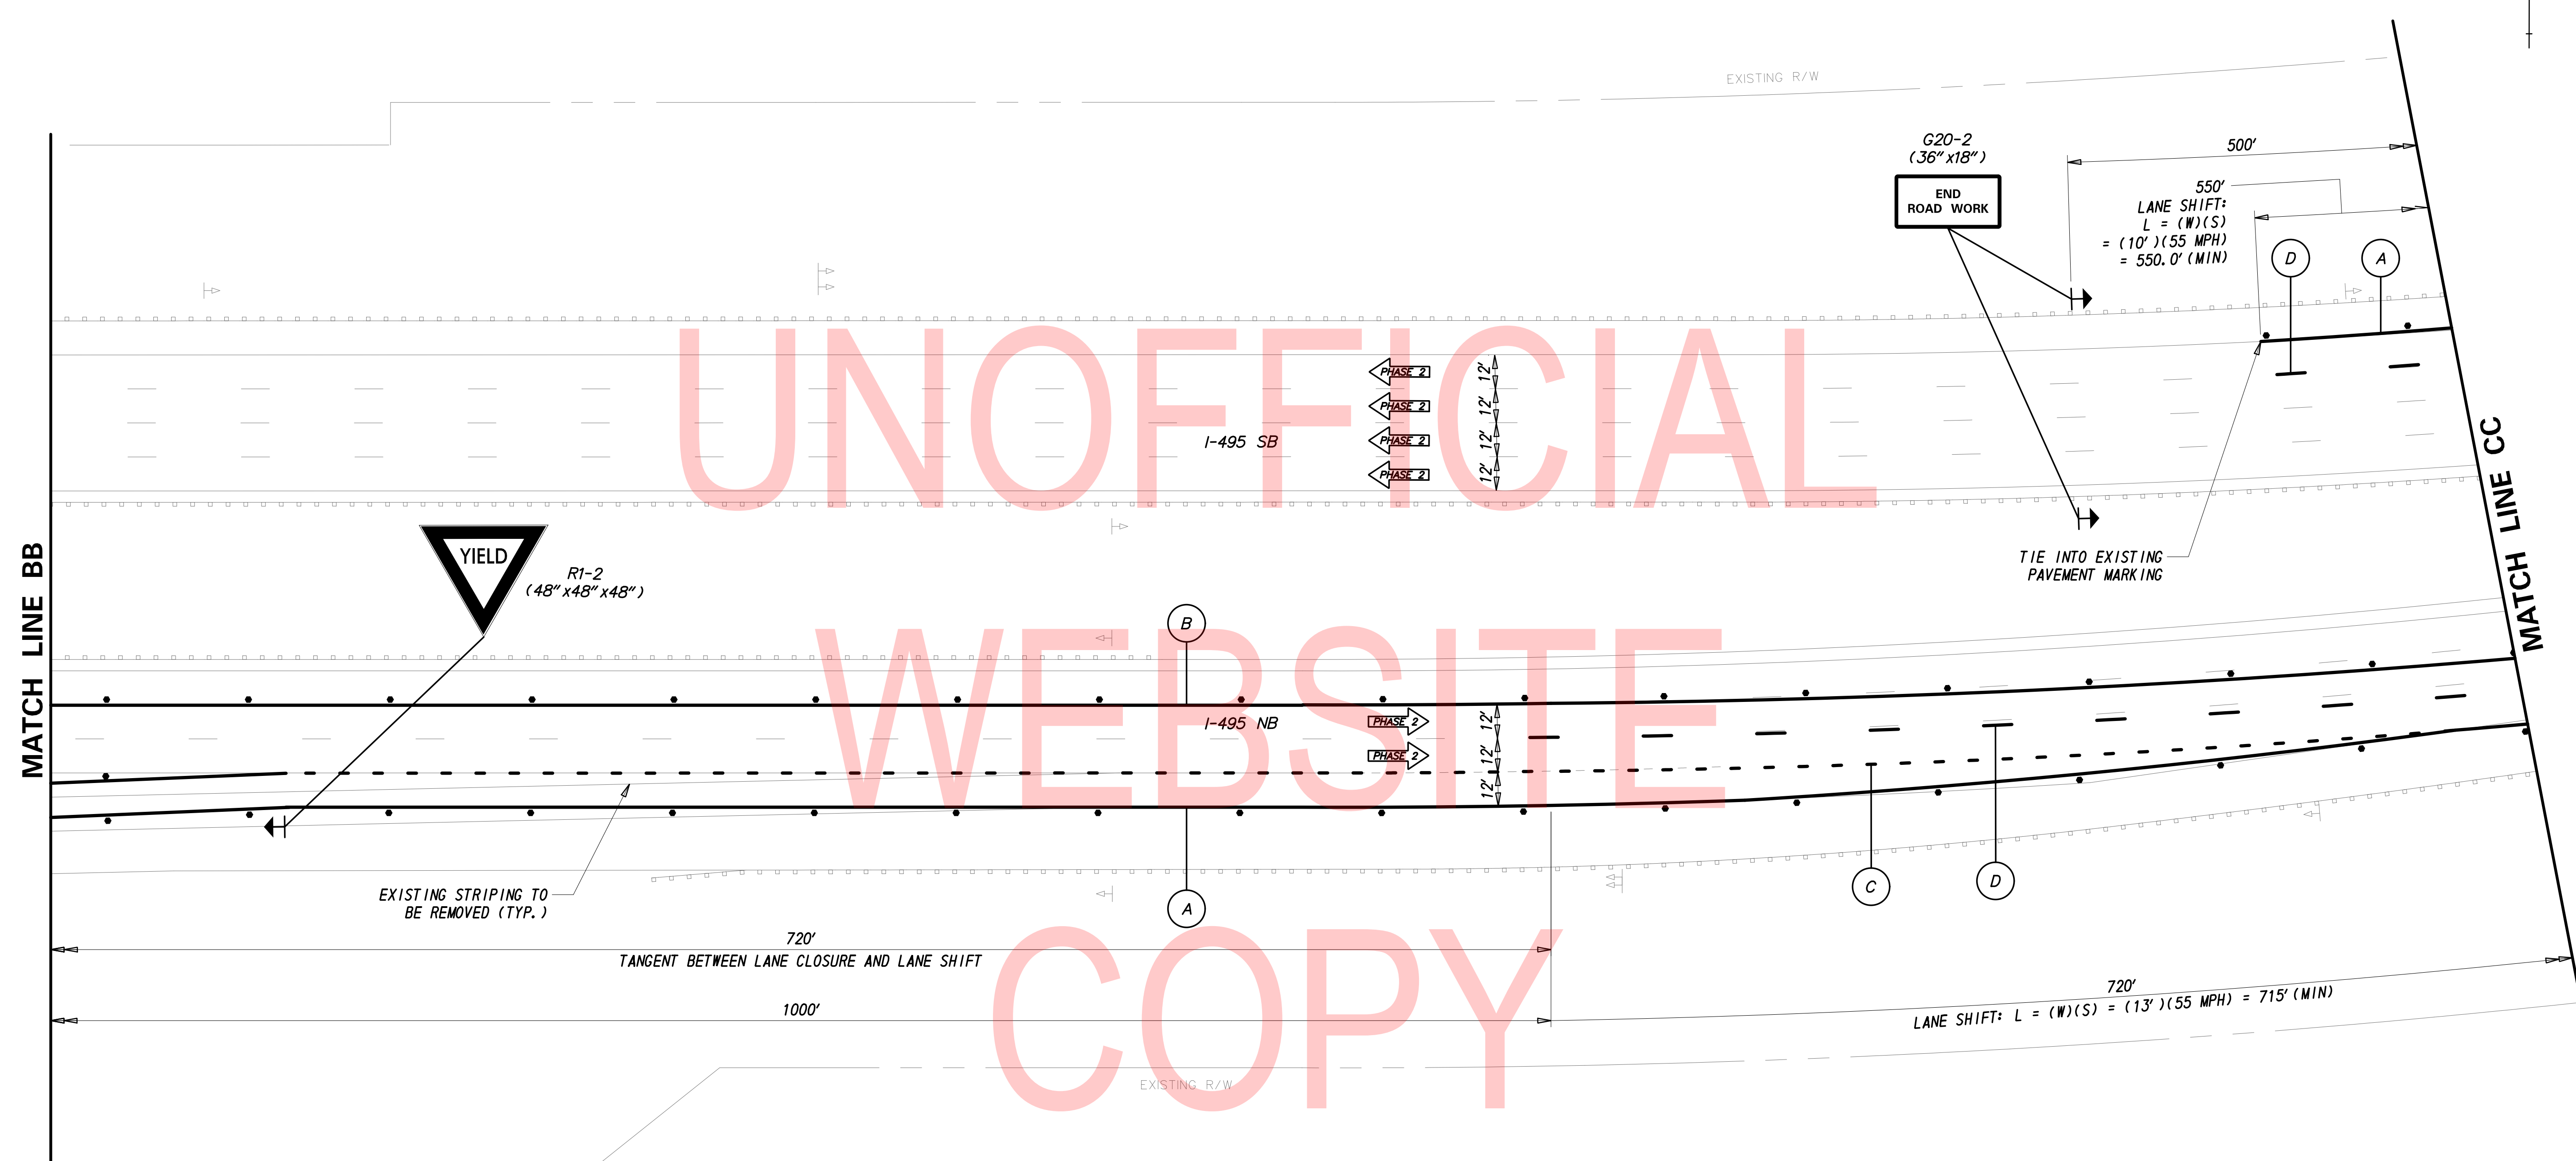 EXISTING R/W
G20-2
(36"x18")
END
ROAD WORK
500'
550'
LANE SHIFT:
L = (W)(S)
= (10')(55 MPH)
= 550.0'(MIN)
D
A
UNOFFICIAL
PHASE 2
12'
PHASE 2
12'
I-495 SB
PHASE 2
12'
PHASE 2
12'
MATCH LINE CC
YIELD
R1-2
(48"x48"x48")
TIE INTO EXISTING
PAVEMENT MARKING
MATCH LINE BB
B
WEBSITE
I-495 NB
PHASE 2
12'
PHASE 2
12'
12'
EXISTING STRIPING TO
BE REMOVED (TYP.)
A
C
D
720'
TANGENT BETWEEN LANE CLOSURE AND LANE SHIFT
COPY
1000'
720'
LANE SHIFT: L = (W)(S) = (13')(55 MPH) = 715'(MIN)
EXISTING R/W